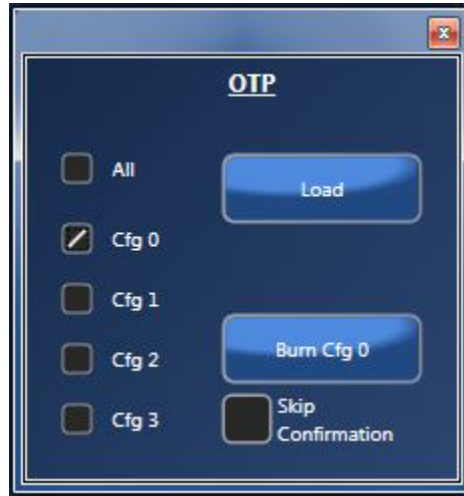 OTP
All
Load
Cfg 0
Cfg 1
Burn Cfg 0
Cfg 2
Skip
Confirmation
Cfg 3